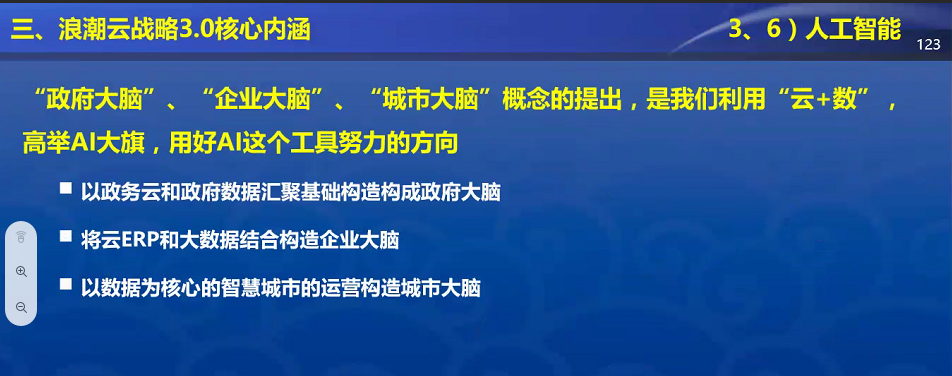 三、浪潮云战略3.0核心内涵
3、6）人工智能
123
“政府大脑”、“企业大脑”、“城市大脑”概念的提出，是我们利用“云+数”，
高举AI大旗，用好AI这个工具努力的方向
以政务云和政府数据汇聚基础构造构成政府大脑
将云ERP和大数据结合构造企业大脑
以数据为核心的智慧城市的运营构造城市大脑